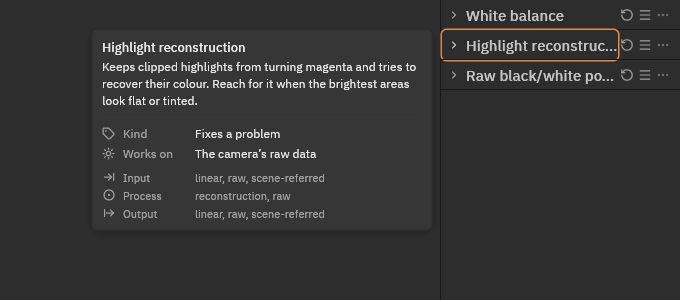 White balance
Highlight reconstruc...
Raw black/white po...
Highlight reconstruction
Keeps clipped highlights from turning magenta and tries to
recover their colour. Reach for it when the brightest areas
look flat or tinted.
Kind Fixes a problem
Works on The camera's raw data
Input linear, raw, scene-referred
Process reconstruction, raw
Output linear, raw, scene-referred